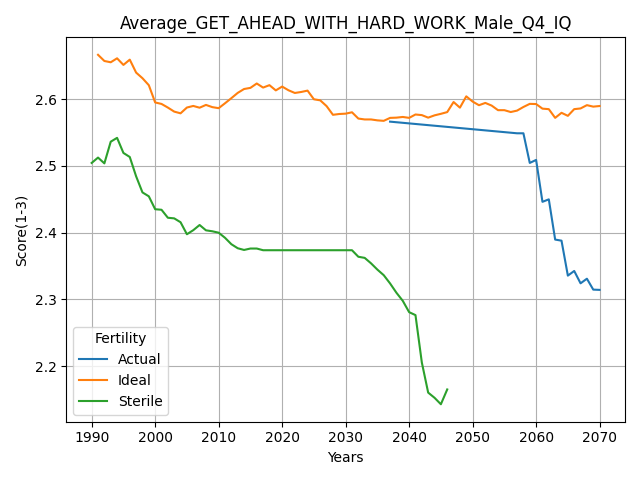 Average_GET_AHEAD_WITH_HARD_WORK_Male_Q4_IQ
Score(1-3)
2.6
2.5
2.4
2.3
2.2
Fertility
Actual
Ideal
Sterile
1990 2000 2010 2020 2030 2040 2050 2060 2070
Years